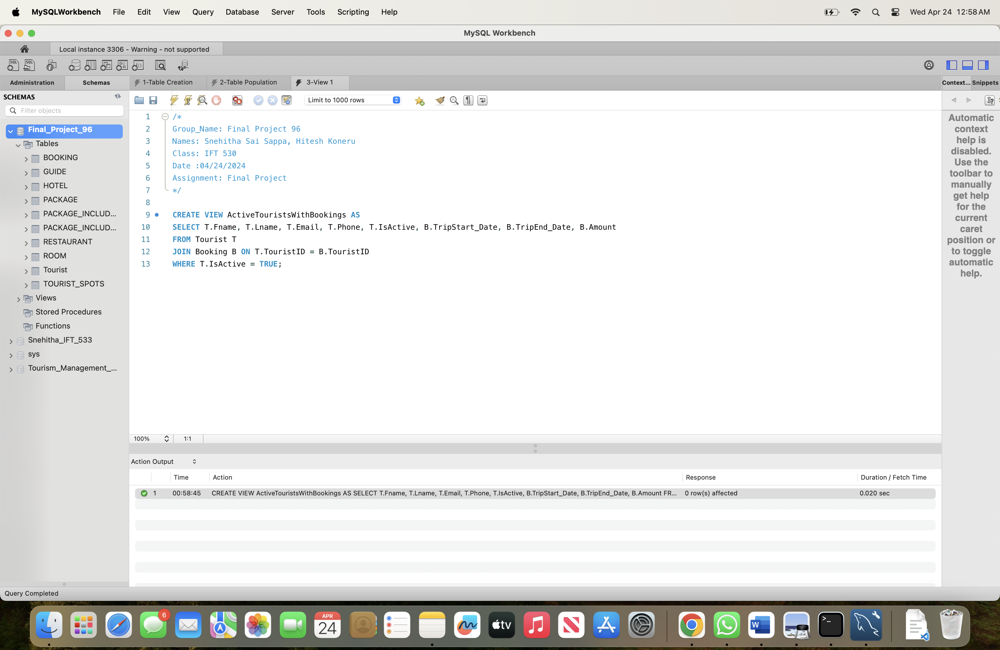 MySQLWorkbench File Edit View Query Database Server Tools Scripting Help Wed Apr 24 12:58 AM
MySQL Workbench
Local instance 3306 - Warning - not supported
Administration Schemas 1-Table Creation 2-Table Population 3-View 1 Context... Snippets
SCHEMAS
Limit to 1000 rows
Filter objects
Final_Project_96
Tables
BOOKING
GUIDE
HOTEL
PACKAGE
PACKAGE_INCLUD...
PACKAGE_INCLUD...
RESTAURANT
ROOM
Tourist
TOURIST_SPOTS
Views
Stored Procedures
Functions
Snehitha_IFT_533
sys
Tourism_Management_...
1 /*
2 Group_Name: Final Project 96
3 Names: Snehitha Sai Sappa, Hitesh Koneru
4 Class: IFT 530
5 Date :04/24/2024
6 Assignment: Final Project
7 */
8
9 CREATE VIEW ActiveTouristsWithBookings AS
10 SELECT T.Fname, T.Lname, T.Email, T.Phone, T.IsActive, B.TripStart_Date, B.TripEnd_Date, B.Amount
11 FROM Tourist T
12 JOIN Booking B ON T.TouristID = B.TouristID
13 WHERE T.IsActive = TRUE;
Automatic
context
help is
disabled.
Use the
toolbar to
manually
get help
for the
current
caret
position or
to toggle
automatic
help.
100% 1:1
Action Output
Time Action Response Duration / Fetch Time
1 00:58:45 CREATE VIEW ActiveTouristsWithBookings AS SELECT T.Fname, T.Lname, T.Email, T.Phone, T.IsActive, B.TripStart_Date, B.TripEnd_Date, B.Amount FR... 0 row(s) affected 0.020 sec
Query Completed
6
APR
24
tv
W